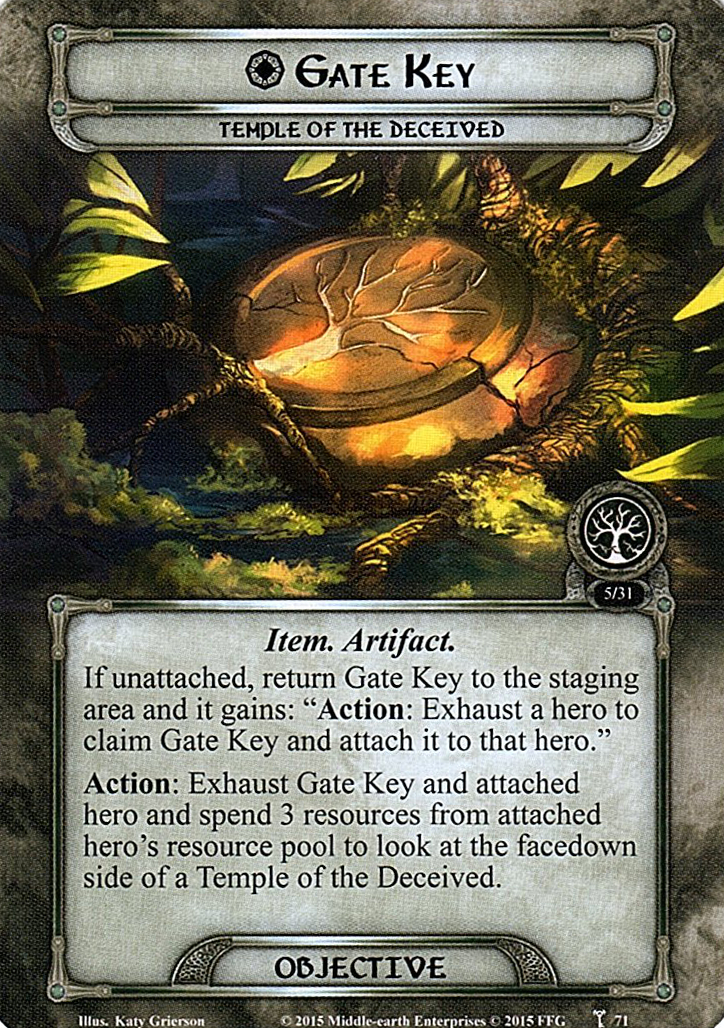 Gate Key
TEMPLE OF THE DECEIVED
5/31
Item. Artifact.
If unattached, return Gate Key to the staging
area and it gains: “Action: Exhaust a hero to
claim Gate Key and attach it to that hero.”
Action: Exhaust Gate Key and attached
hero and spend 3 resources from attached
hero’s resource pool to look at the facedown
side of a Temple of the Deceived.
OBJECTIVE
Illus. Katy Grierson © 2015 Middle-earth Enterprises © 2015 FFG 71